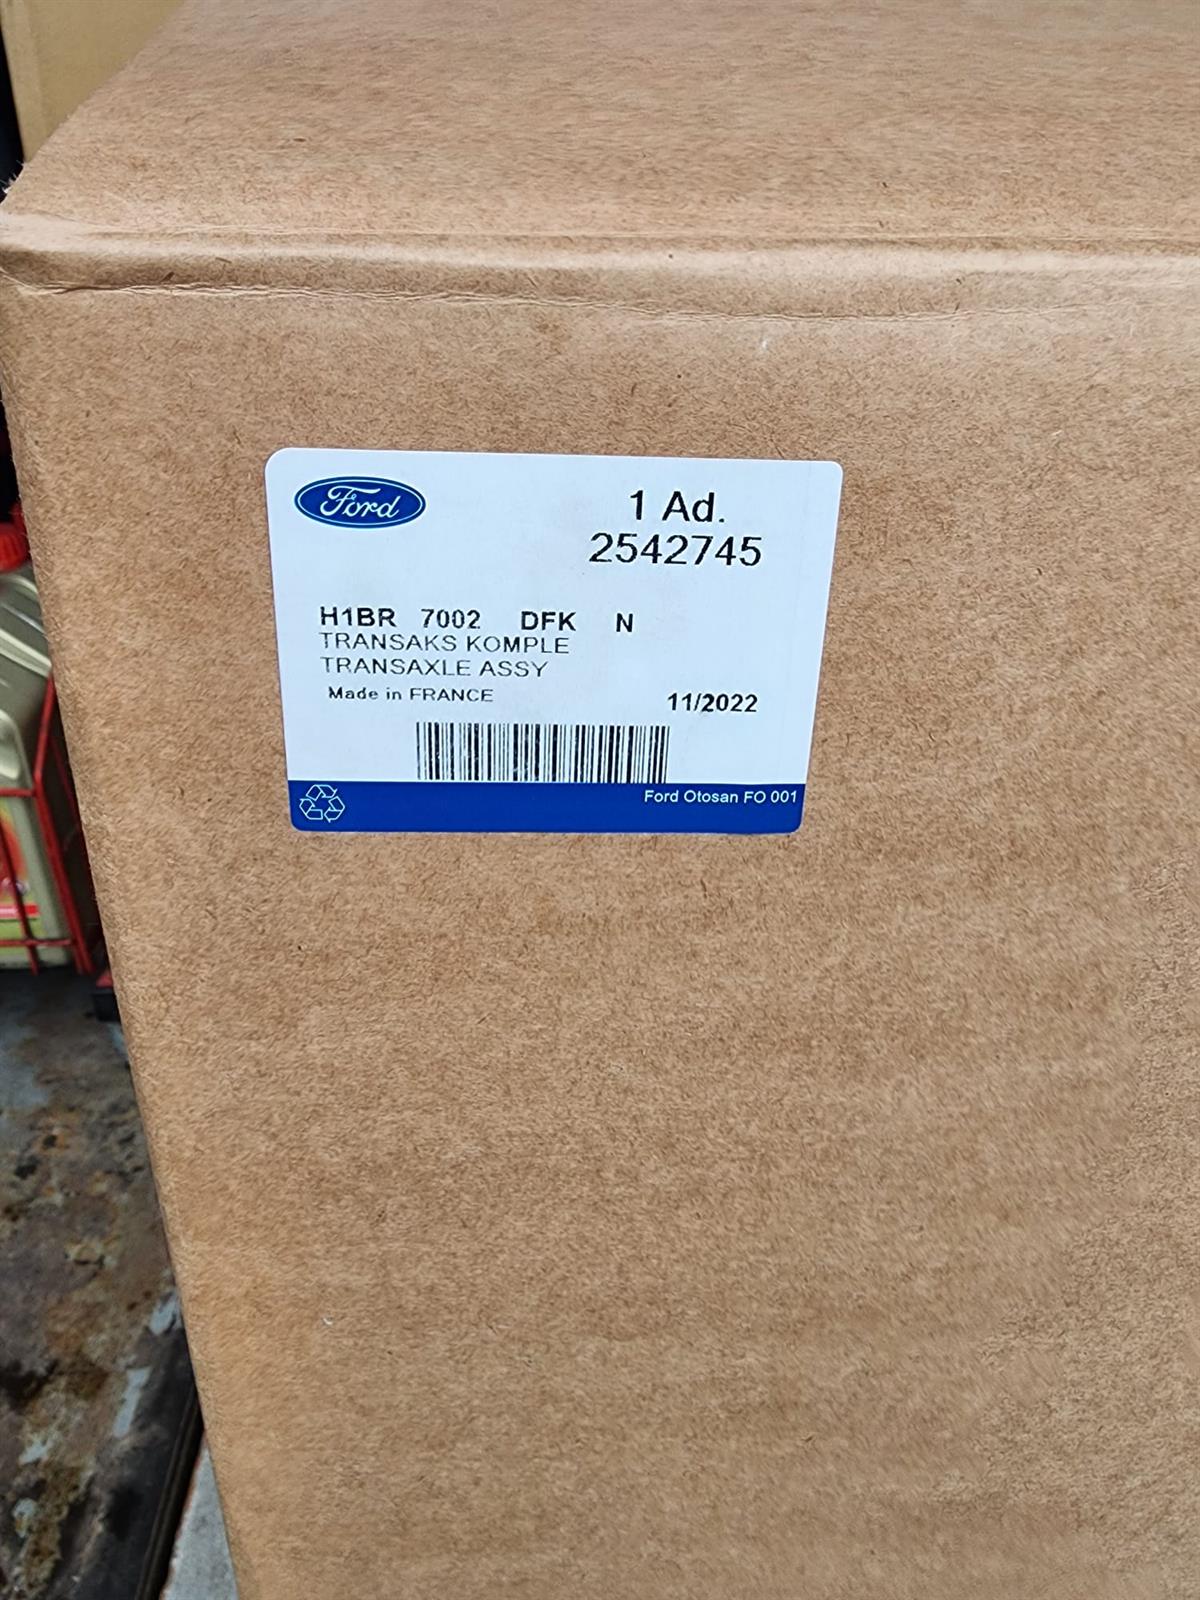 Ford
1 Ad.
2542745
H1BR 7002 DFK N
TRANSAKS KOMPLE
TRANSAXLE ASSY
Made in FRANCE
11/2022
Ford Otosan FO 001